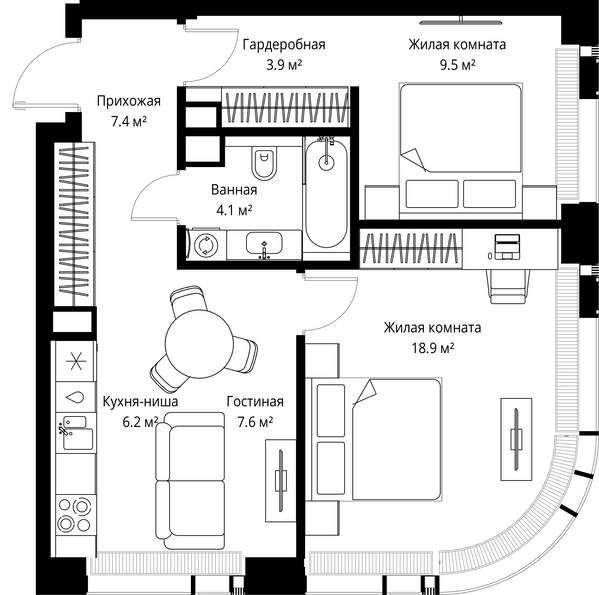 Гардеробная
3.9 м²
Жилая комната
9.5 м²
Прихожая
7.4 м²
Ванная
4.1 м²
Жилая комната
18.9 м²
Кухня-ниша
6.2 м²
Гостиная
7.6 м²